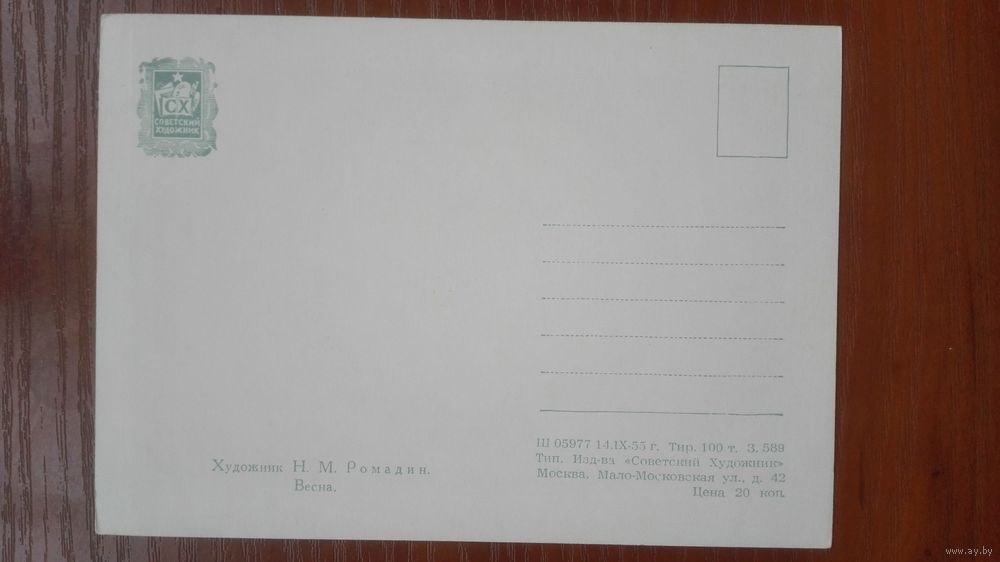 СХ
СОВЕТСКИЙ
ХУДОЖНИК
Художник Н. М. Ромадин.
Весна.
Ш 05977 14.IX-55 г. Тир. 100 т. З. 589
Тип. Изд-ва «Советский Художник»
Москва, Мало-Московская ул., д. 42
Цена 20 коп.
www.ay.by